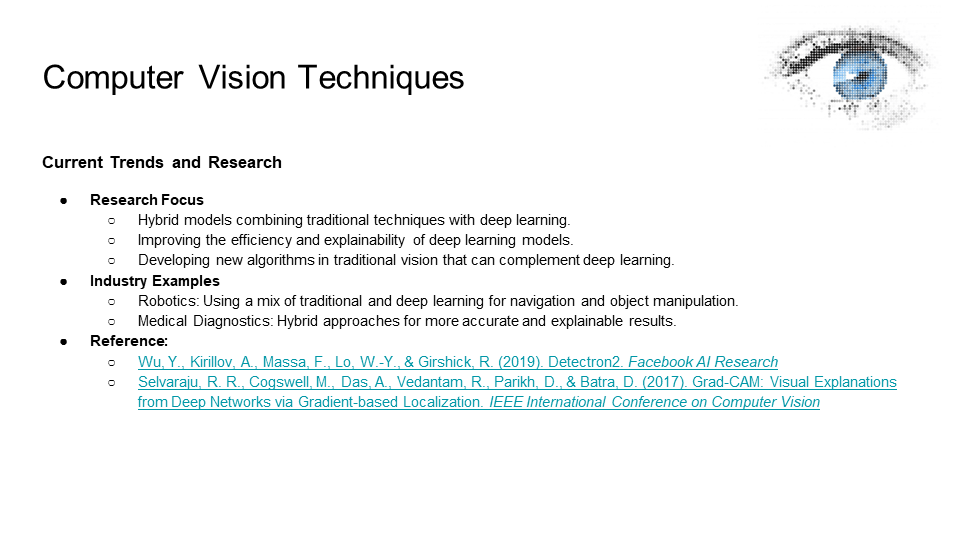 Computer Vision Techniques
Current Trends and Research
● Research Focus
○ Hybrid models combining traditional techniques with deep learning.
○ Improving the efficiency and explainability of deep learning models.
○ Developing new algorithms in traditional vision that can complement deep learning.
● Industry Examples
○ Robotics: Using a mix of traditional and deep learning for navigation and object manipulation.
○ Medical Diagnostics: Hybrid approaches for more accurate and explainable results.
● Reference:
○ Wu, Y., Kirillov, A., Massa, F., Lo, W.-Y., & Girshick, R. (2019). Detectron2. Facebook AI Research
○ Selvaraju, R. R., Cogswell, M., Das, A., Vedantam, R., Parikh, D., & Batra, D. (2017). Grad-CAM: Visual Explanations
from Deep Networks via Gradient-based Localization. IEEE International Conference on Computer Vision